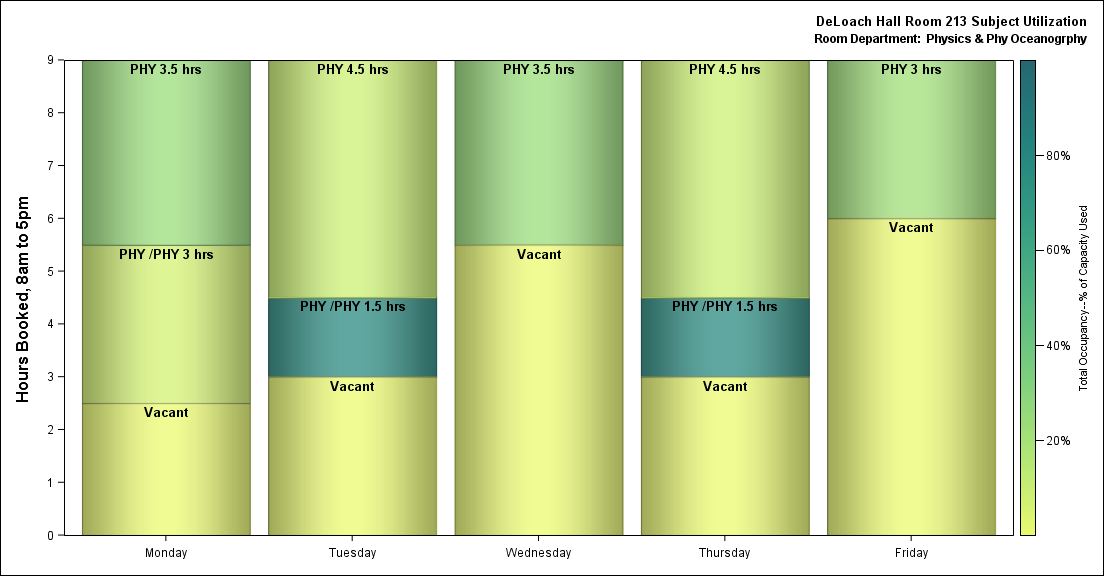 DeLoach Hall Room 213 Subject Utilization
Room Department: Physics & Phy Oceanogrphy
Hours Booked, 8am to 5pm
9
8
7
6
5
4
3
2
1
0
PHY 3.5 hrs
PHY /PHY 3 hrs
Vacant
PHY 4.5 hrs
PHY /PHY 1.5 hrs
Vacant
PHY 3.5 hrs
Vacant
PHY 4.5 hrs
PHY /PHY 1.5 hrs
Vacant
PHY 3 hrs
Vacant
Monday
Tuesday
Wednesday
Thursday
Friday
80%
60%
40%
20%
Total Occupancy--% of Capacity Used